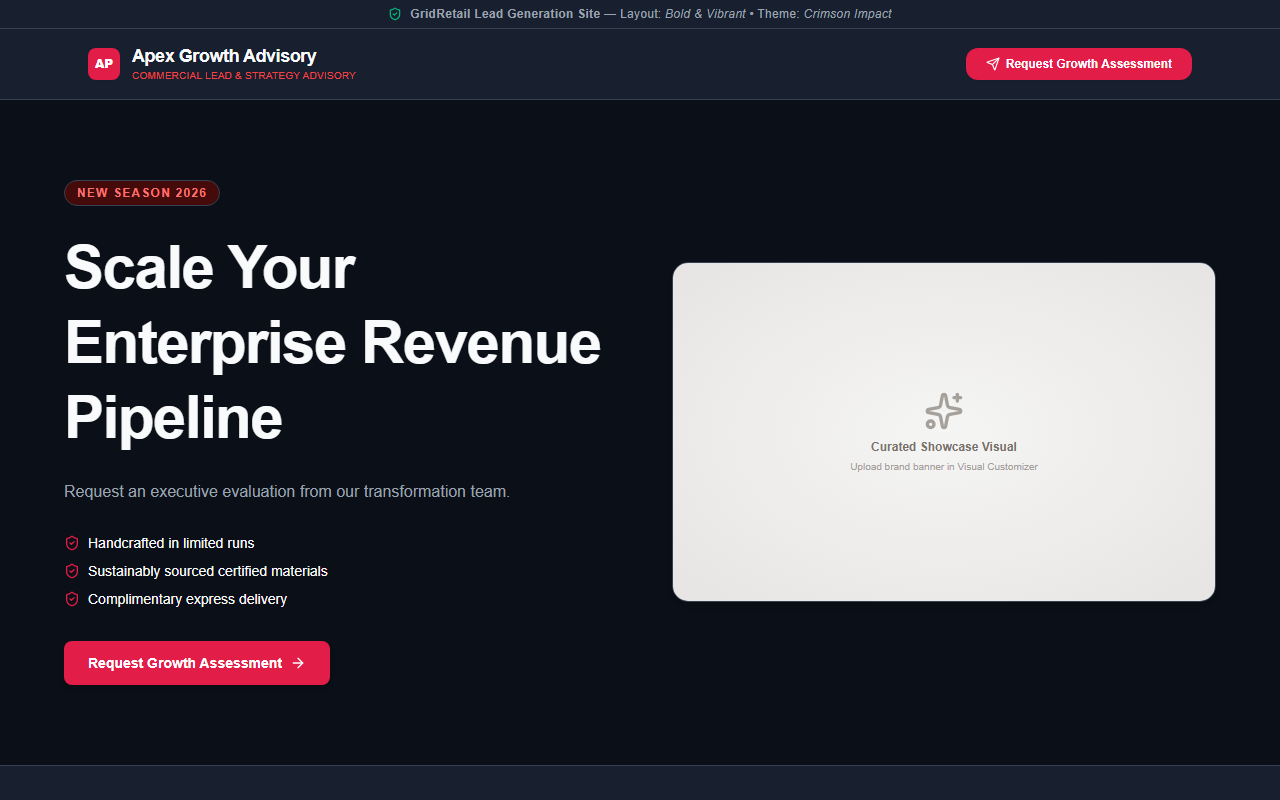 GridRetail Lead Generation Site — Layout: Bold & Vibrant • Theme: Crimson Impact
AP
Apex Growth Advisory
COMMERCIAL LEAD & STRATEGY ADVISORY
Request Growth Assessment
NEW SEASON 2026
Scale Your
Enterprise Revenue
Pipeline
Request an executive evaluation from our transformation team.
Handcrafted in limited runs
Sustainably sourced certified materials
Complimentary express delivery
Request Growth Assessment
Curated Showcase Visual
Upload brand banner in Visual Customizer